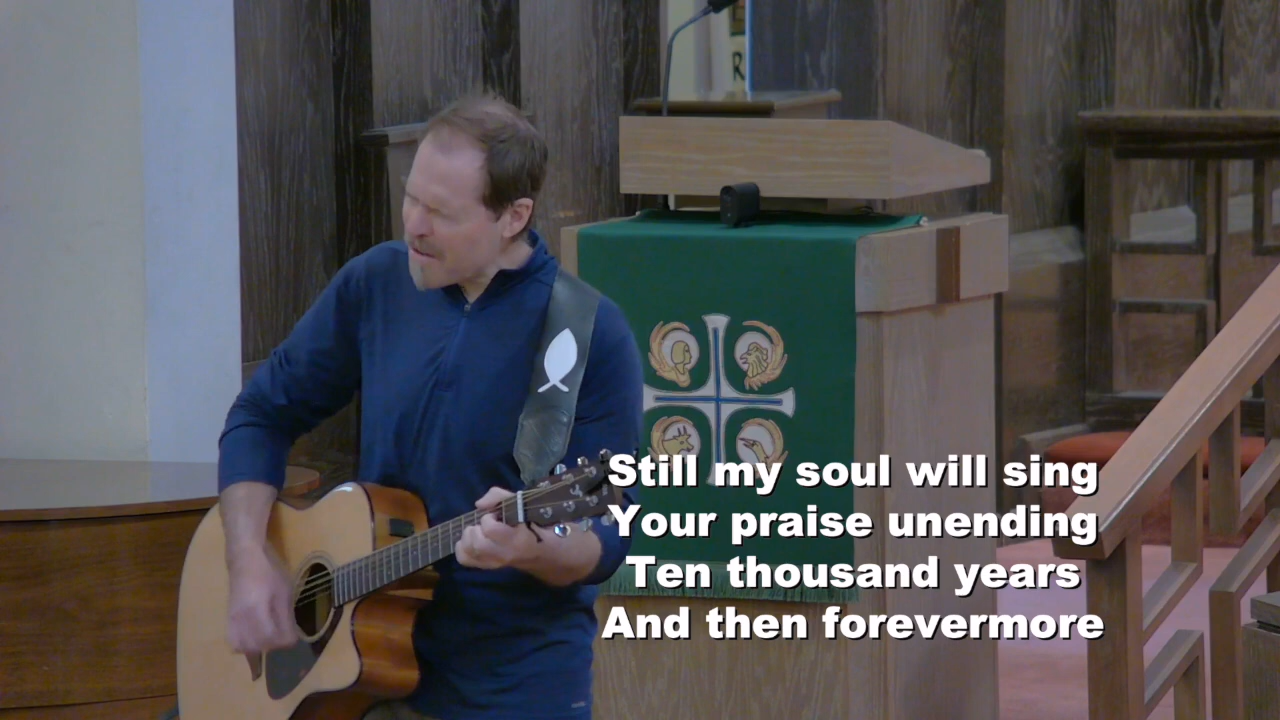 R
Still my soul will sing
Your praise unending
Ten thousand years
And then forevermore